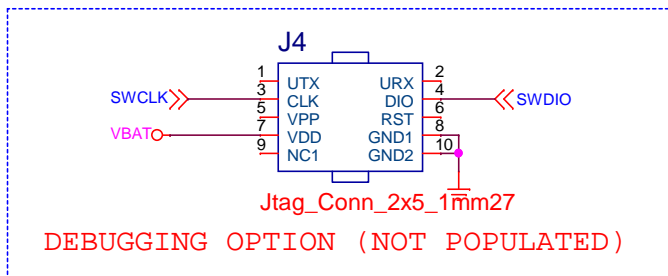 J4
1 UTX URX 2
SWCLK 3 CLK DIO 4 SWDIO
5 VPP RST 6
VBAT 7 VDD GND1 8
9 NC1 GND2 10
Jtag_Conn_2x5_1mm27
DEBUGGING OPTION (NOT POPULATED)